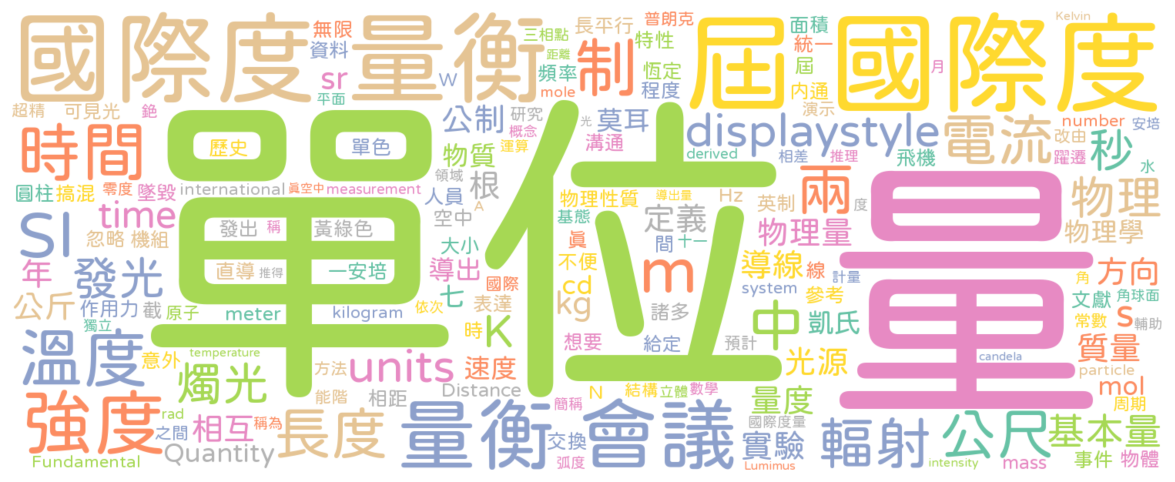 國際度量衡 制 屆 國際度
三相點 長平行 普朗克 面積 Kelvin
無限 資料 距離 特性 統一
sr W 頻率 恆定 屆 月
平面 mole 程度 內通
超精 可見光 銫 公制 研究 莫耳 演示 number 安培
時間 歷史 單色 概念 溝通 displaystyle 電流 改由 秒
單位 量
物質 運算 derived 相差 推理 飛機 躍遷 水
圓柱 搞混 零度 墜毀 international 真空中 measurement 領域 根 物理性質 導出量 Hz 英制 兩 度 物理
SI time 人員 A 基態 定義
忽略 機組 發出 稱 黃綠色 空中 真 間 十一 物理量 物理學
年 發光 直導 推得 一安培 大小 導出 國際 不便 m cd 導線 線 計量 角 方向
公斤 作用力 截 原子 七 表達 kg 諸多 system 參考 文獻 角球面
獨立 meter kilogram 依次 時 K 中 凱氏 常數 s 輔助
溫度 意外 temperature 方法 units 速度 想要 給定 預計 光源 candela 質量
燭光 能階 相距 Distance N 結構 立體 數學 量度 particle mol
強度 rad 稱為 相互 長度 量衡 簡稱 會議 國際度量 輻射 公尺 周期 基本量
之間 Quantity 交換 實驗
Fundamental 弧度 Lumimus intensity mass 事件 物體
光